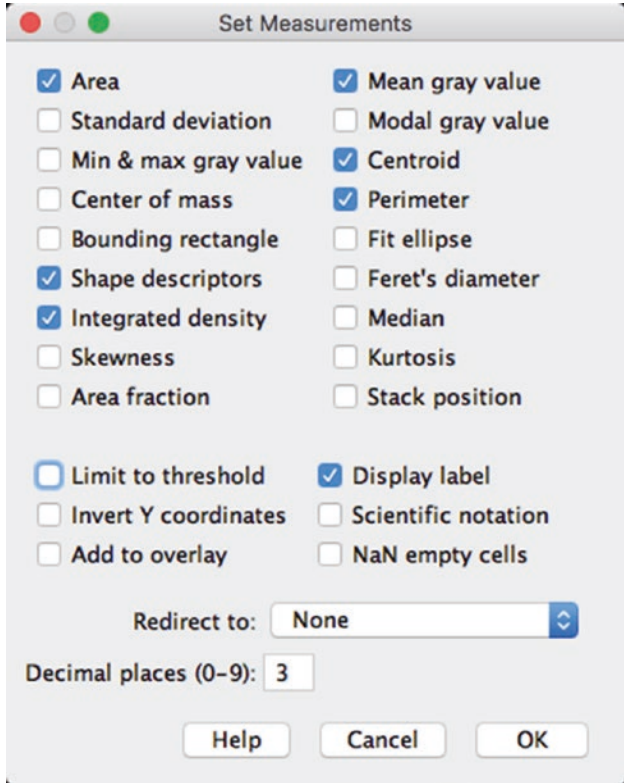 Set Measurements
Area Mean gray value
Standard deviation Modal gray value
Min & max gray value Centroid
Center of mass Perimeter
Bounding rectangle Fit ellipse
Shape descriptors Feret's diameter
Integrated density Median
Skewness Kurtosis
Area fraction Stack position
Limit to threshold Display label
Invert Y coordinates Scientific notation
Add to overlay NaN empty cells
Redirect to: None
Decimal places (0-9): 3
Help Cancel OK